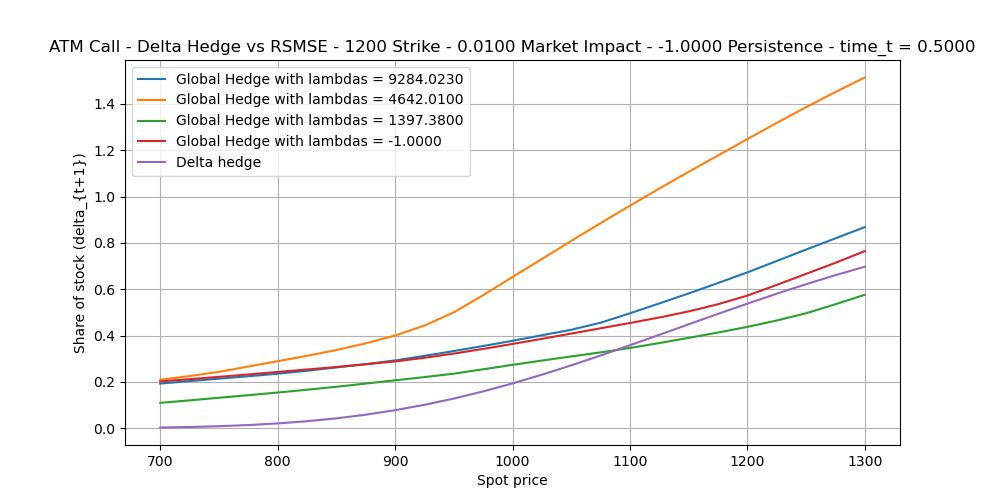 ATM Call - Delta Hedge vs RSMSE - 1200 Strike - 0.0100 Market Impact - -1.0000 Persistence - time_t = 0.5000
Global Hedge with lambdas = 9284.0230
Global Hedge with lambdas = 4642.0100
Global Hedge with lambdas = 1397.3800
Global Hedge with lambdas = -1.0000
Delta hedge
Share of stock (delta_{t+1})
1.4
1.2
1.0
0.8
0.6
0.4
0.2
0.0
700 800 900 1000 1100 1200 1300
Spot price